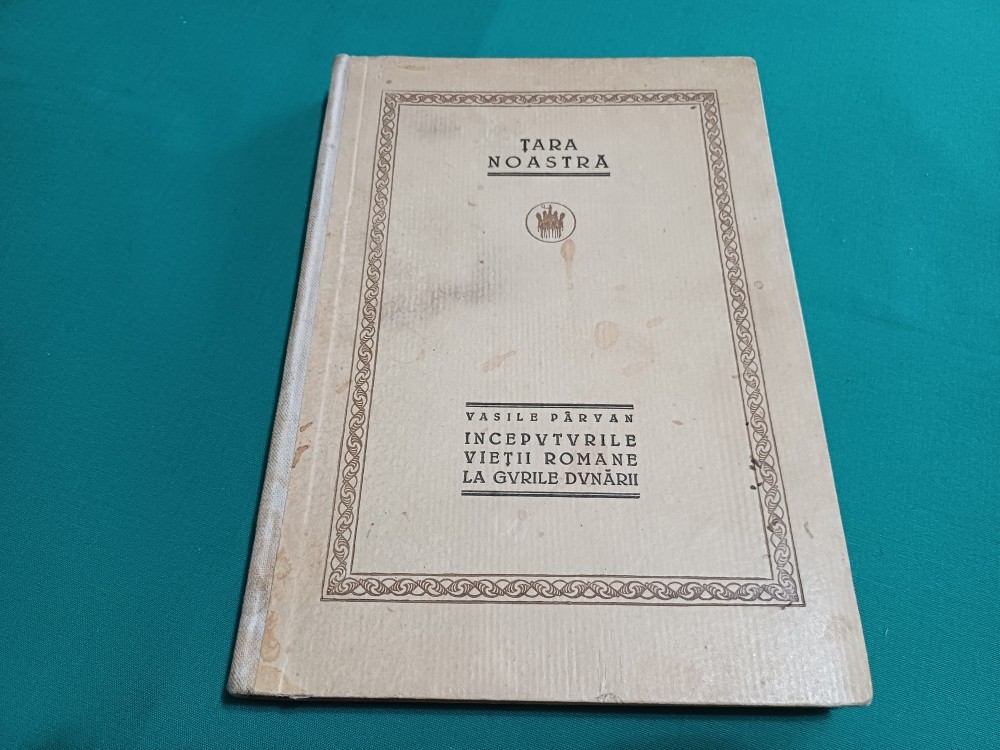 ȚARA
NOASTRĂ
VASILE PÂRVAN
INCEPVTVRILE
VIEȚII ROMANE
LA GVRILE DVNĂRII